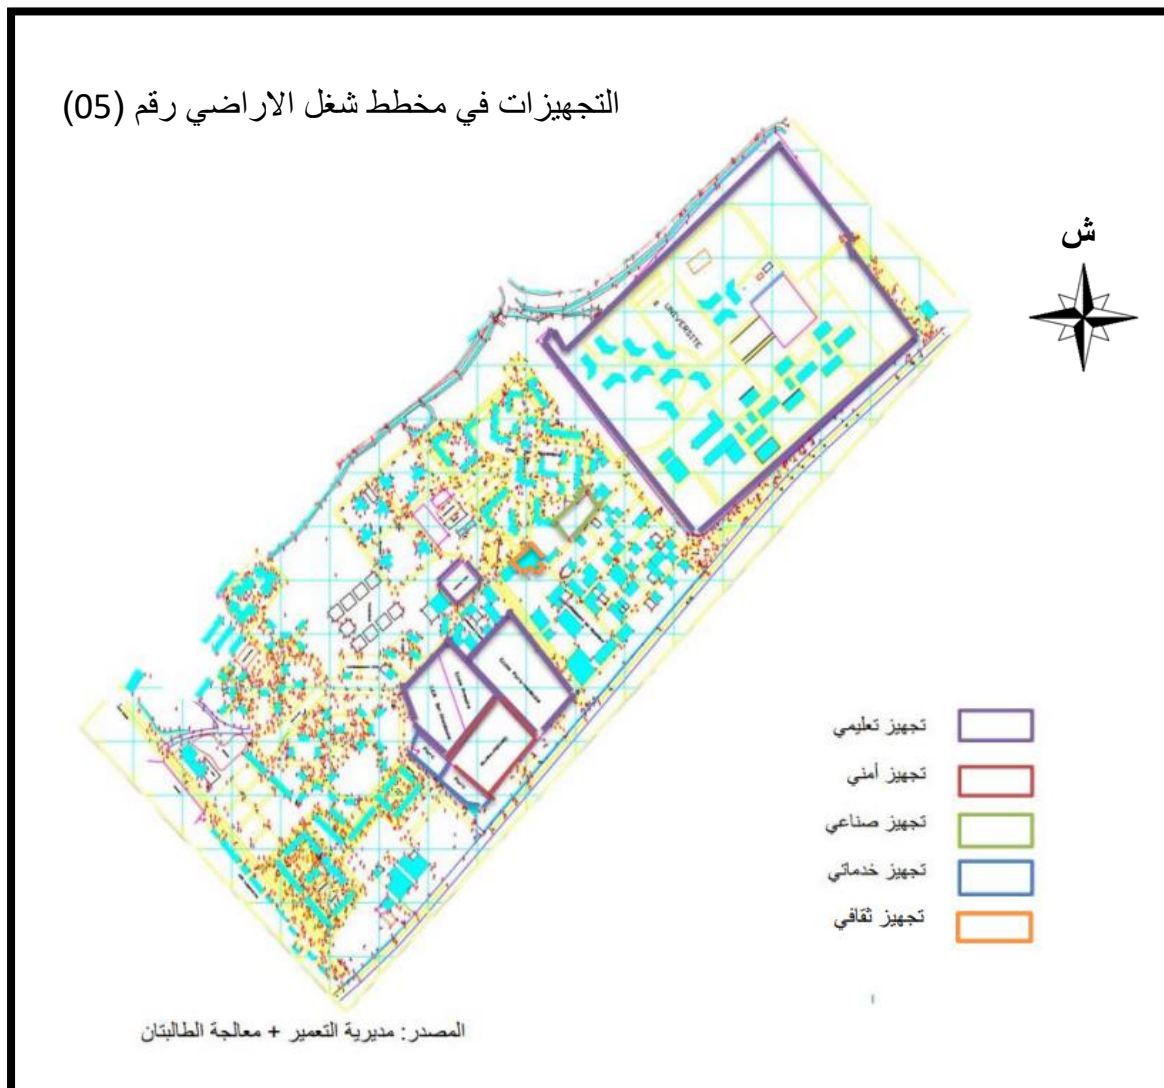 التجهيزات في مخطط شغل الاراضي رقم (05)
ش
UNIVERSITE
تجهيز تعليمي
تجهيز أمني
تجهيز صناعي
تجهيز خدماتي
تجهيز ثقافي
المصدر: مديرية التعمير + معالجة الطالبتان